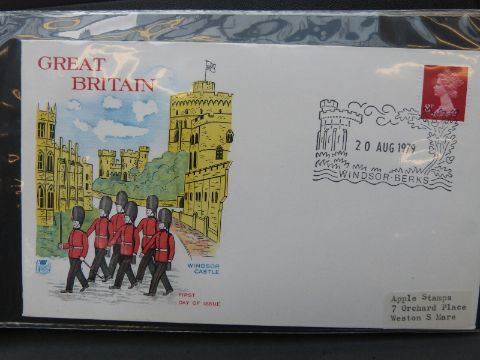 GREAT
BRITAIN
20 AUG 1979
WINDSOR·BERKS
WINDSOR
CASTLE
FIRST
DAY OF ISSUE
Apple Stamps
7 Orchard Place
Weston S Mare